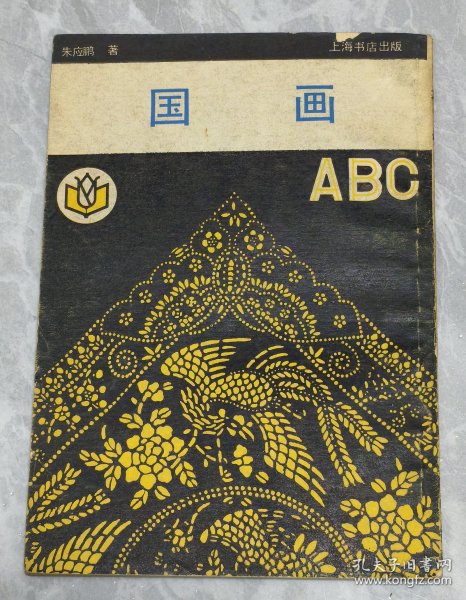 朱应鹏 著
上海书店出版
国画
ABC
孔夫子旧书网
www.kongfz.com